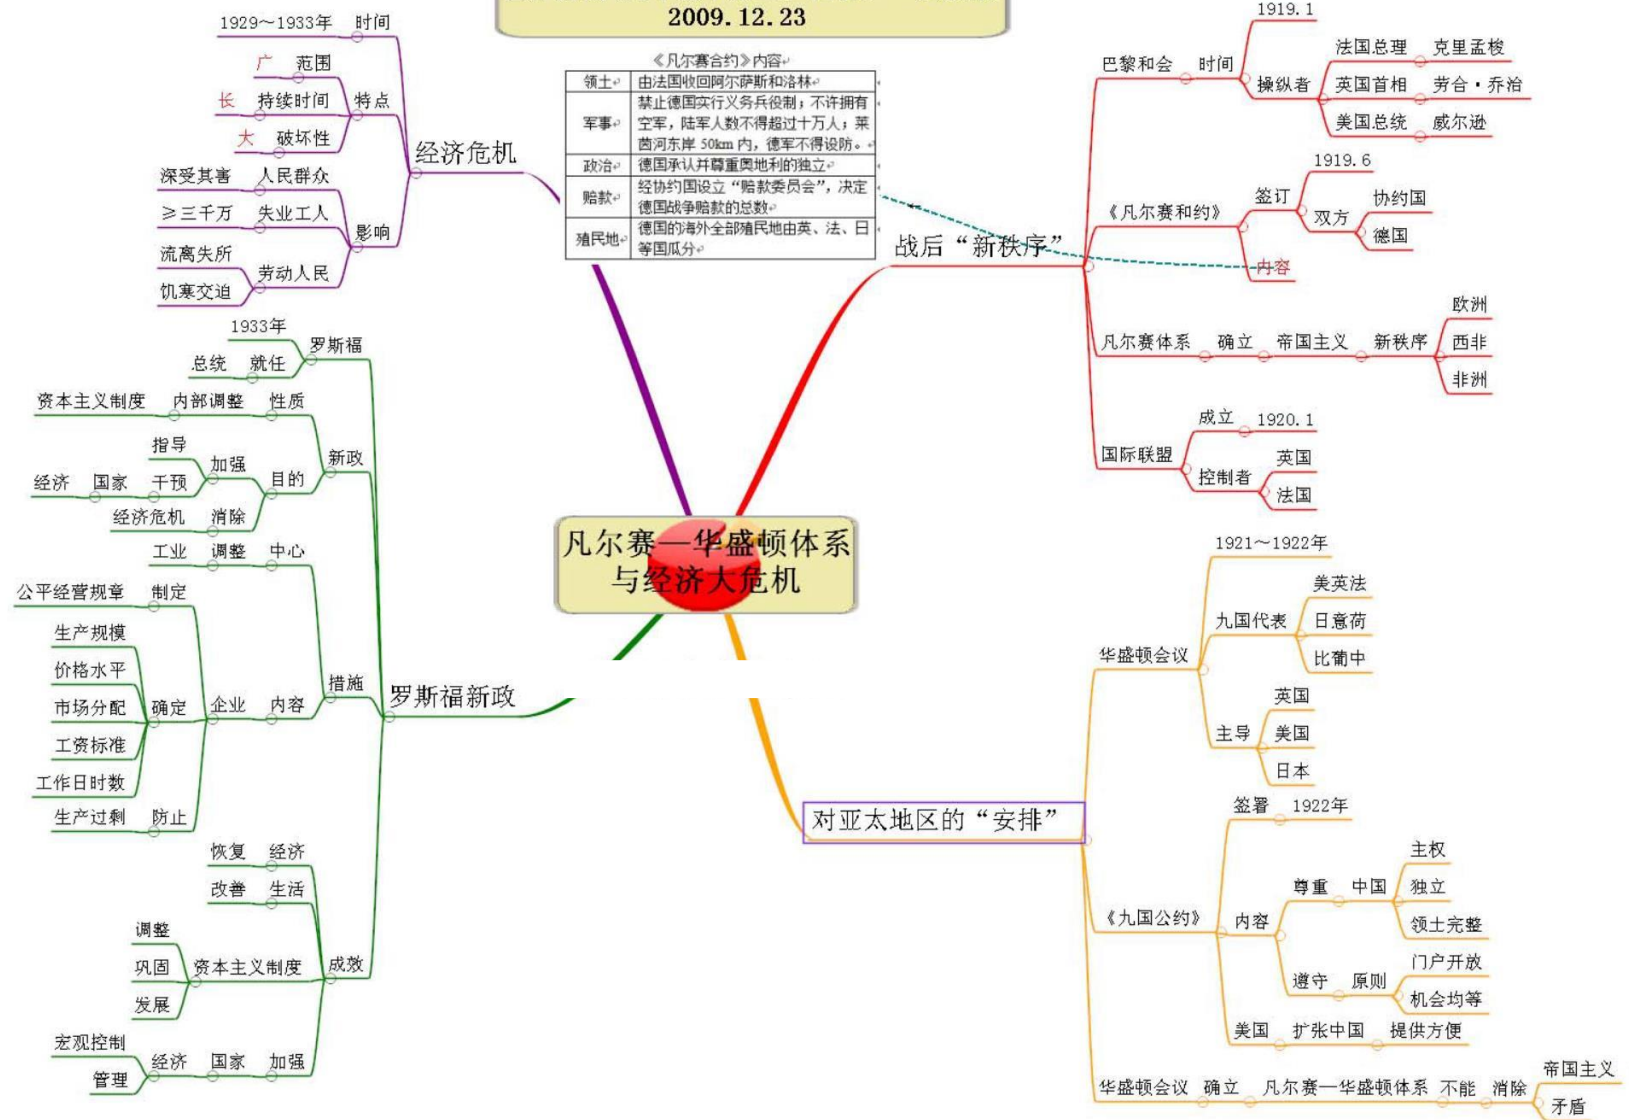 2009.12.23
1929～1933年 时间
广 范围
长 持续时间 特点
大 破坏性
经济危机
深受其害 人民群众
≥三千万 失业工人
影响
流离失所
劳动人民
饥寒交迫
《凡尔赛合约》内容
领土 由法国收回阿尔萨斯和洛林
军事 禁止德国实行义务兵役制；不许拥有
空军，陆军人数不得超过十万人；莱
茵河东岸 50km 内，德军不得设防。
政治 德国承认并尊重奥地利的独立
赔款 经协约国设立“赔款委员会”，决定
德国战争赔款的总数
殖民地 德国的海外全部殖民地由英、法、日
等国瓜分
战后“新秩序”
1919.1
巴黎和会 时间
操纵者
法国总理 克里孟梭
英国首相 劳合·乔治
美国总统 威尔逊
《凡尔赛和约》
1919.6
签订
双方
协约国
德国
内容
凡尔赛体系 确立 帝国主义 新秩序
欧洲
西非
非洲
国际联盟
成立 1920.1
控制者
英国
法国
凡尔赛—华盛顿体系
与经济大危机
1933年
罗斯福
总统 就任
资本主义制度 内部调整 性质
新政
指导
加强
经济 国家 干预
目的
经济危机 消除
工业 调整 中心
公平经营规章 制定
生产规模
价格水平
市场分配 确定 企业 内容
措施
工资标准
工作日时数
生产过剩 防止
罗斯福新政
恢复 经济
改善 生活
调整
巩固 资本主义制度 成效
发展
宏观控制
经济 国家 加强
管理
对亚太地区的“安排”
1921～1922年
华盛顿会议
九国代表
美英法
日意荷
比葡中
主导
英国
美国
日本
《九国公约》
签署 1922年
内容
尊重 中国
主权
独立
领土完整
遵守 原则
门户开放
机会均等
美国 扩张中国 提供方便
华盛顿会议 确立 凡尔赛—华盛顿体系 不能 消除
帝国主义
矛盾